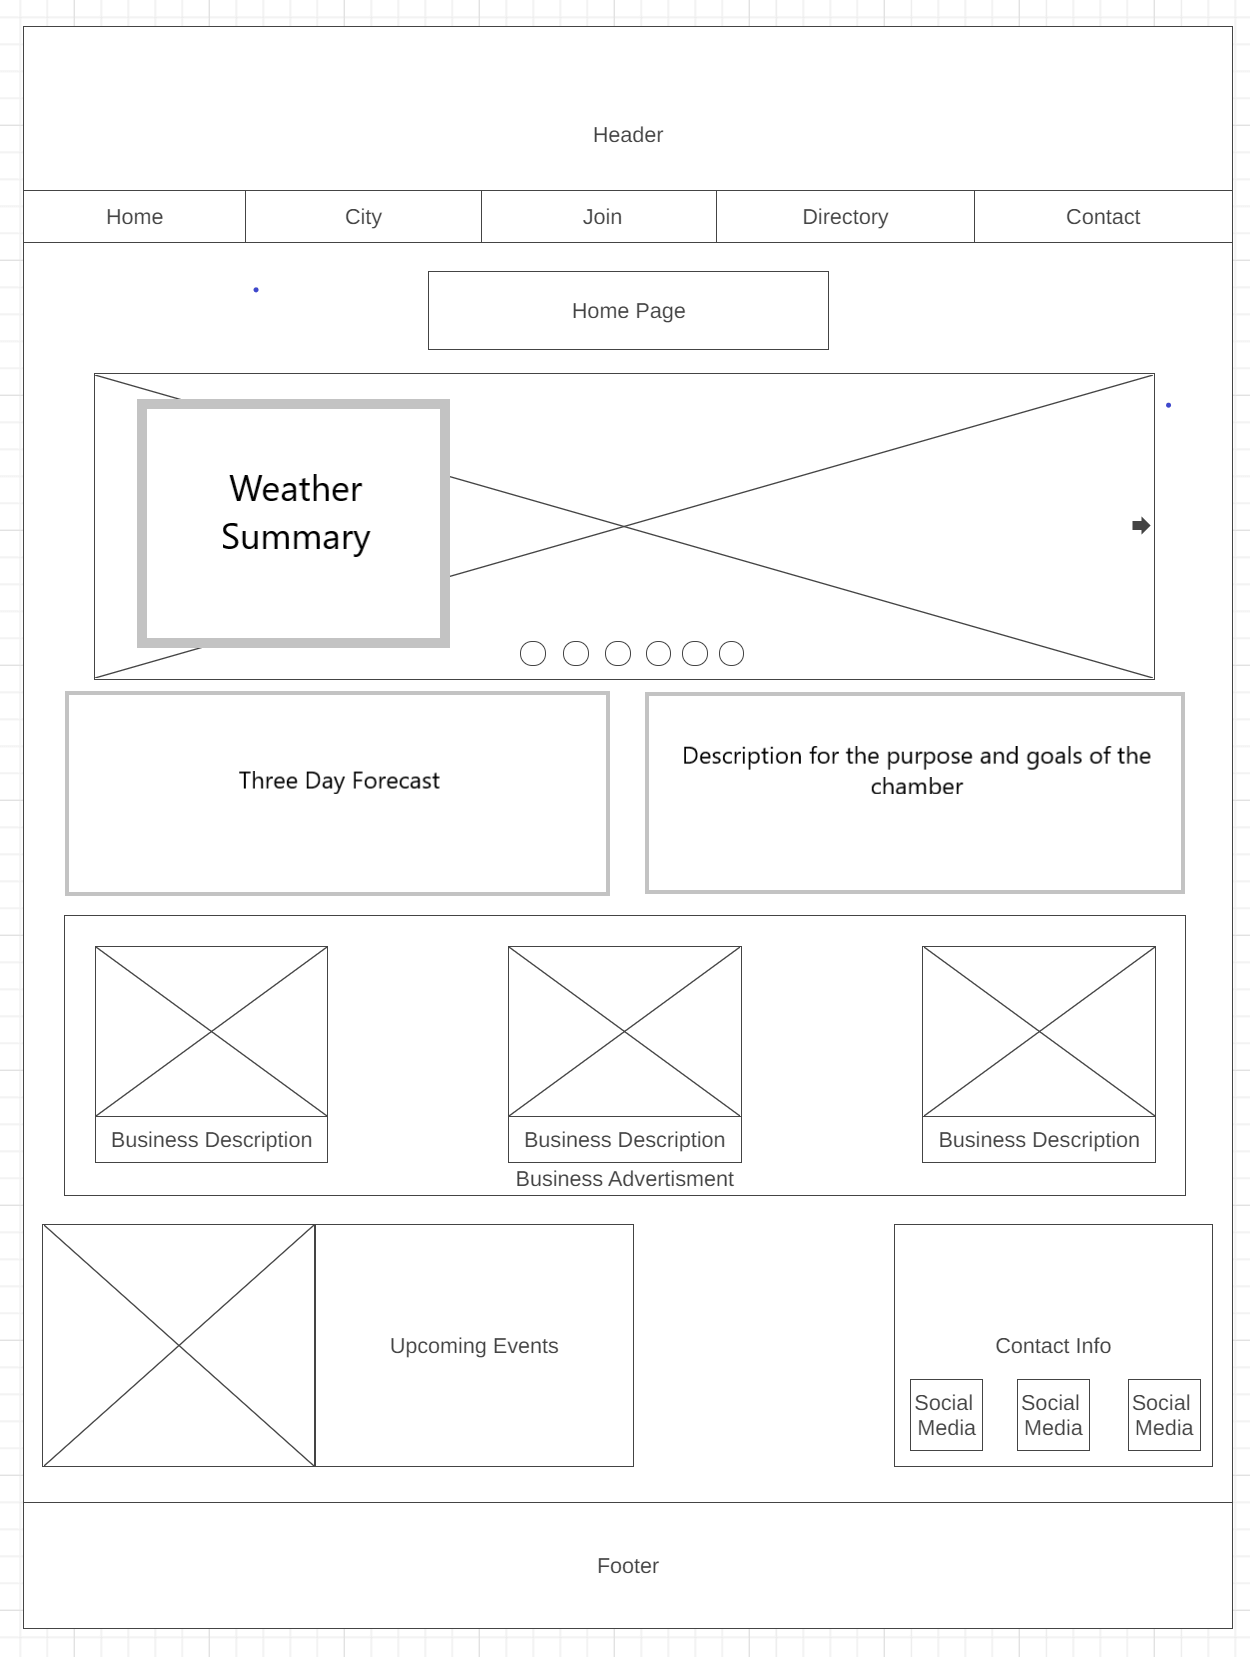 Header
Home
City
Join
Directory
Contact
Home Page
Weather
Summary
Three Day Forecast
Description for the purpose and goals of the
chamber
Business Description
Business Description
Business Description
Business Advertisment
Upcoming Events
Contact Info
Social
Media
Social
Media
Social
Media
Footer